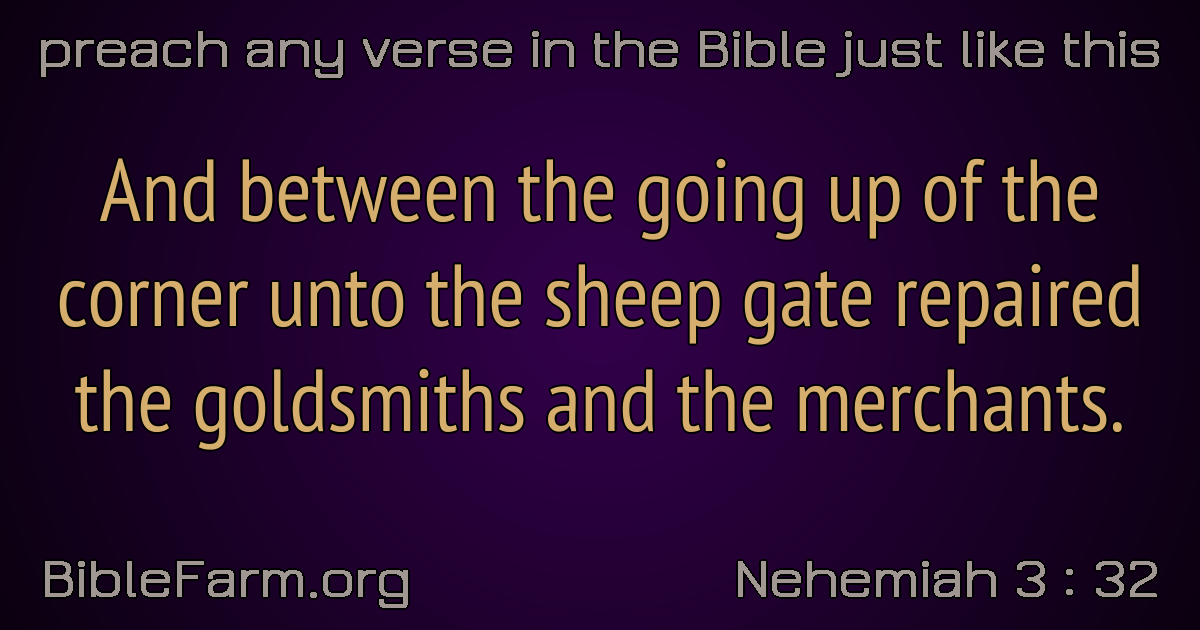 preach any verse in the Bible just like this
And between the going up of the
corner unto the sheep gate repaired
the goldsmiths and the merchants.
BibleFarm.org
Nehemiah 3 : 32